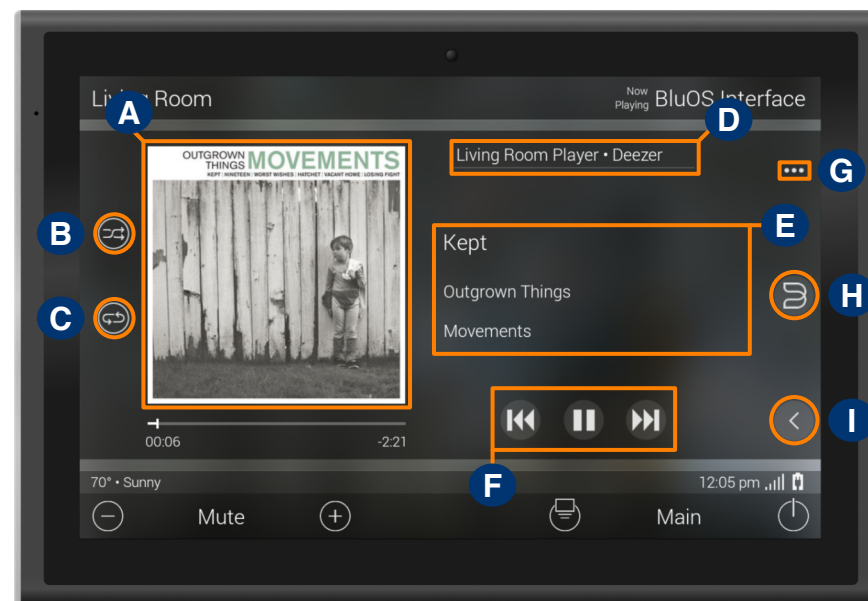 Living Room
Now
Playing BluOS Interface
A
D
OUTGROWN
THINGS MOVEMENTS
KEPT | NINETEEN | WORST WISHES | HATCHET | VACANT HOME | LOSING FIGHT
Living Room Player • Deezer
G
B
E
Kept
C
Outgrown Things
H
Movements
00:06
-2:21
I
F
70° • Sunny
12:05 pm
Mute
Main